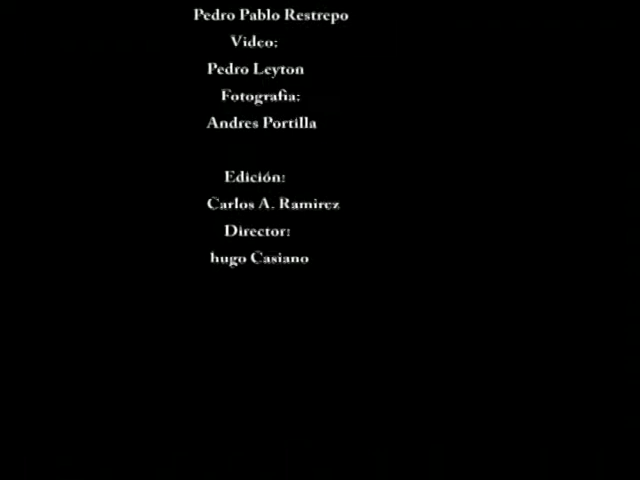 Pedro Pablo Restrepo
Video:
Pedro Leyton
Fotografia:
Andres Portilla
Edición:
Carlos A. Ramirez
Director:
hugo Casiano